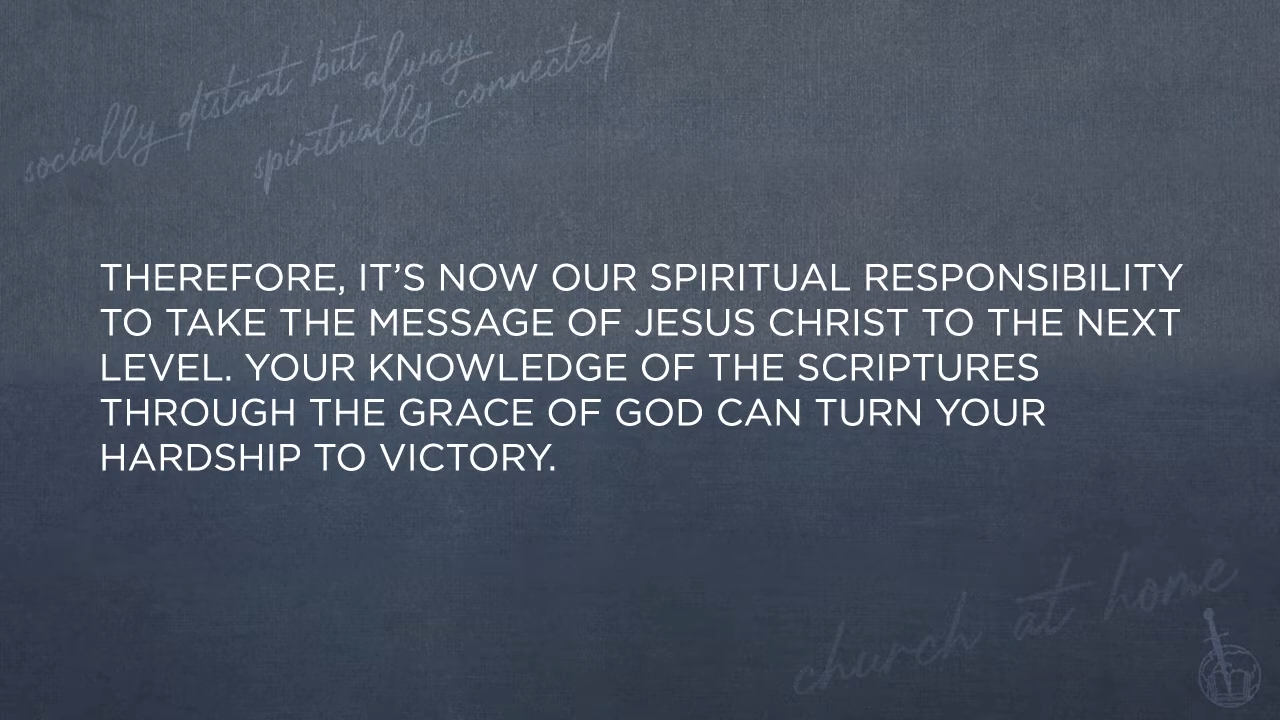 socially distant but always
spiritually connected
THEREFORE, IT’S NOW OUR SPIRITUAL RESPONSIBILITY
TO TAKE THE MESSAGE OF JESUS CHRIST TO THE NEXT
LEVEL. YOUR KNOWLEDGE OF THE SCRIPTURES
THROUGH THE GRACE OF GOD CAN TURN YOUR
HARDSHIP TO VICTORY.
church at home